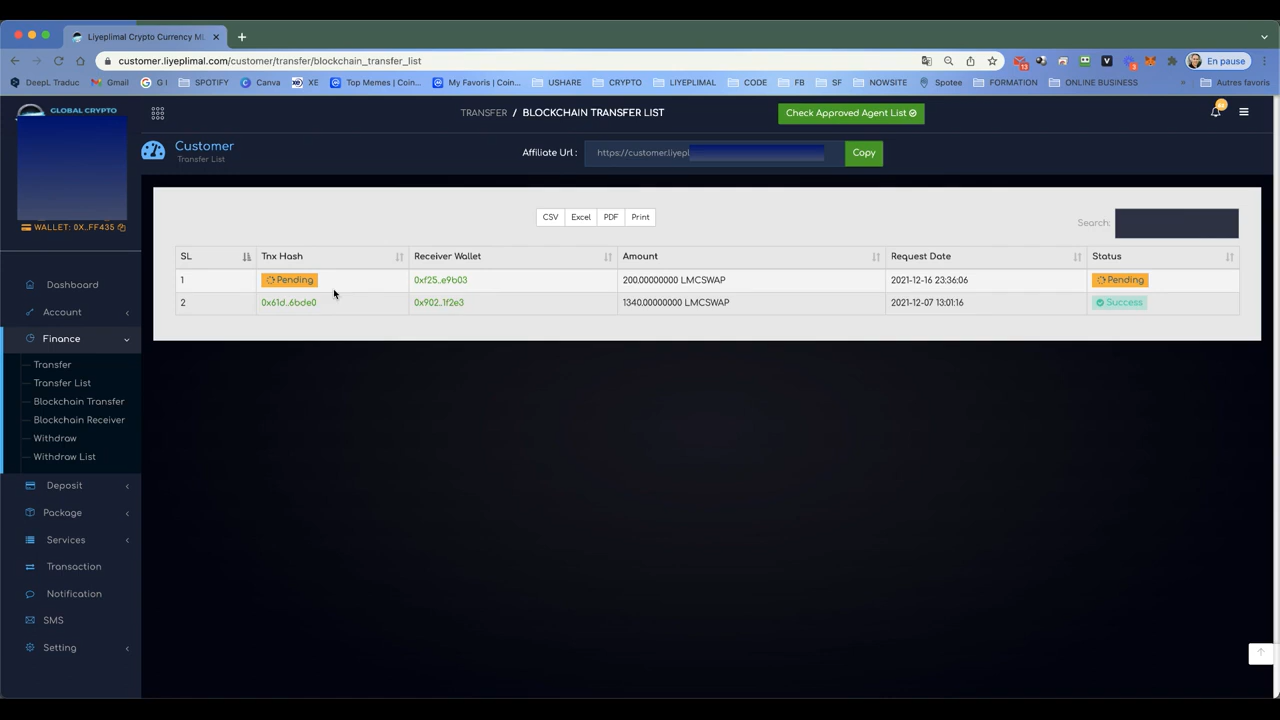 Liyeplimal Crypto Currency ML
customer.liyeplimal.com/customer/transfer/blockchain_transfer_list
En pause
DeepL Traduc
Gmail
G I
SPOTIFY
Canva
XE
Top Memes | Coin...
My Favoris | Coin...
USHARE
CRYPTO
LIYEPLIMAL
CODE
FB
SF
NOWSITE
Spotee
FORMATION
ONLINE BUSINESS
Autres favoris
GLOBAL CRYPTO
TRANSFER / BLOCKCHAIN TRANSFER LIST
Check Approved Agent List
Customer
Transfer List
Affiliate Url :
https://customer.liyepl
Copy
WALLET: 0X..FF435
CSV
Excel
PDF
Print
Search:
SL Tnx Hash Receiver Wallet Amount Request Date Status
1 Pending 0xf25..e9b03 200.00000000 LMCSWAP 2021-12-16 23:36:06 Pending
2 0x61d..6bde0 0x902..1f2e3 1340.00000000 LMCSWAP 2021-12-07 13:01:16 Success
Dashboard
Account
Finance
Transfer
Transfer List
Blockchain Transfer
Blockchain Receiver
Withdraw
Withdraw List
Deposit
Package
Services
Transaction
Notification
SMS
Setting